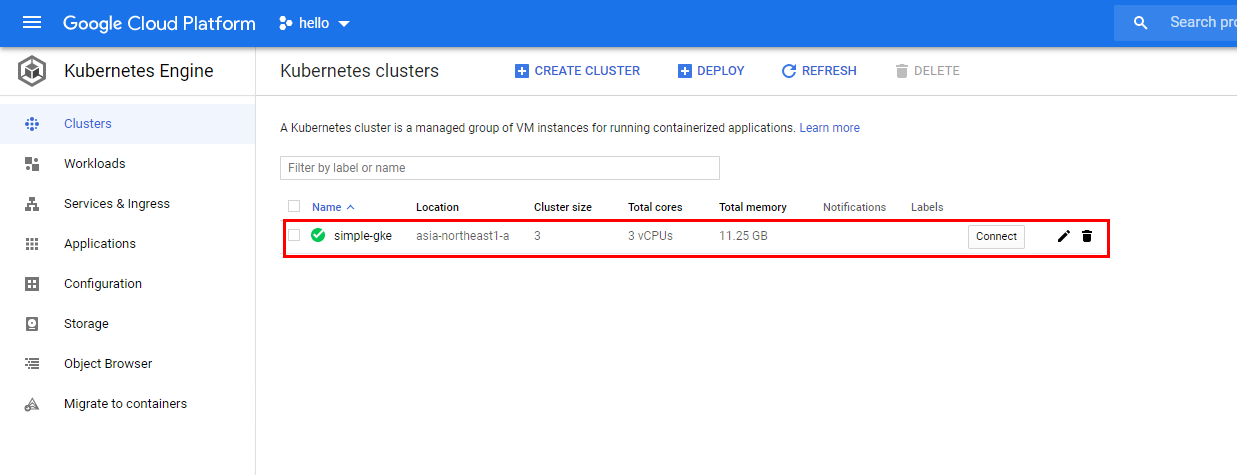 Google Cloud Platform hello Search pro
Kubernetes Engine
Kubernetes clusters CREATE CLUSTER DEPLOY REFRESH DELETE
Clusters
Workloads
Services & Ingress
Applications
Configuration
Storage
Object Browser
Migrate to containers
A Kubernetes cluster is a managed group of VM instances for running containerized applications. Learn more
Filter by label or name
Name Location Cluster size Total cores Total memory Notifications Labels
simple-gke asia-northeast1-a 3 3 vCPUs 11.25 GB Connect